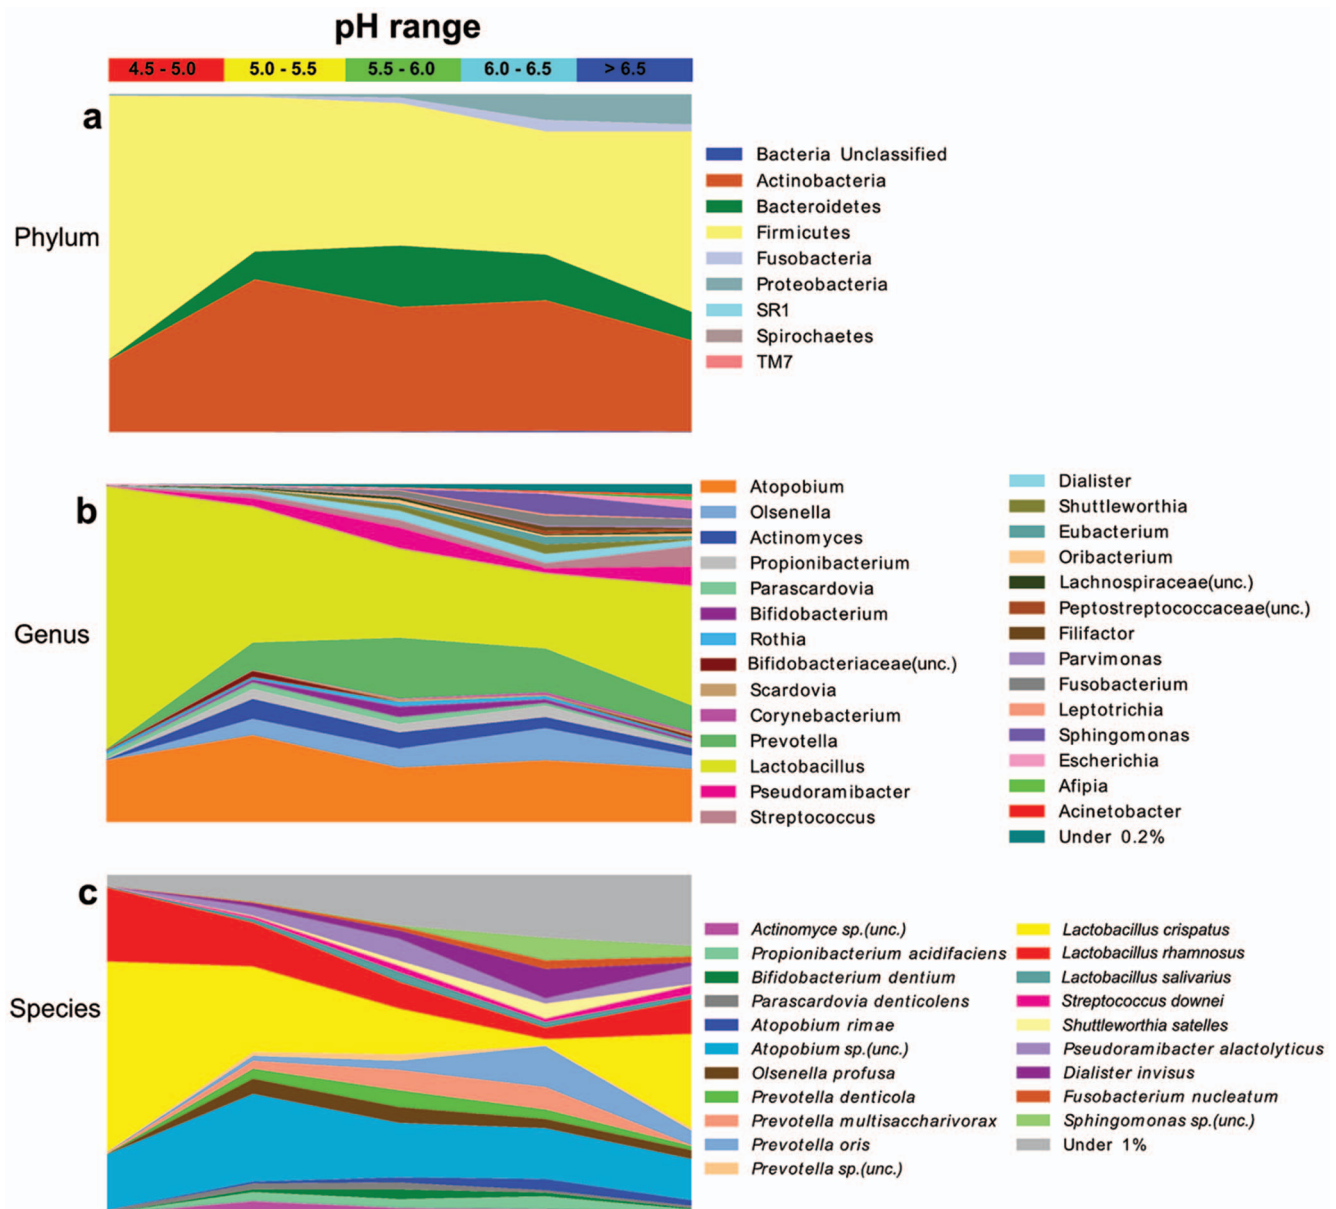 pH range
4.5 - 5.0 5.0 - 5.5 5.5 - 6.0 6.0 - 6.5 > 6.5
a
Phylum
Bacteria Unclassified
Actinobacteria
Bacteroidetes
Firmicutes
Fusobacteria
Proteobacteria
SR1
Spirochaetes
TM7
b
Genus
Atopobium
Olsenella
Actinomyces
Propionibacterium
Parascardovia
Bifidobacterium
Rothia
Bifidobacteriaceae(unc.)
Scardovia
Corynebacterium
Prevotella
Lactobacillus
Pseudoramibacter
Streptococcus
Dialister
Shuttleworthia
Eubacterium
Oribacterium
Lachnospiraceae(unc.)
Peptostreptococcaceae(unc.)
Filifactor
Parvimonas
Fusobacterium
Leptotrichia
Sphingomonas
Escherichia
Afipia
Acinetobacter
Under 0.2%
c
Species
Actinomyce sp.(unc.)
Propionibacterium acidifaciens
Bifidobacterium dentium
Parascardovia denticolens
Atopobium rimae
Atopobium sp.(unc.)
Olsenella profusa
Prevotella denticola
Prevotella multisaccharivorax
Prevotella oris
Prevotella sp.(unc.)
Lactobacillus crispatus
Lactobacillus rhamnosus
Lactobacillus salivarius
Streptococcus downei
Shuttleworthia satelles
Pseudoramibacter alactolyticus
Dialister invisus
Fusobacterium nucleatum
Sphingomonas sp.(unc.)
Under 1%